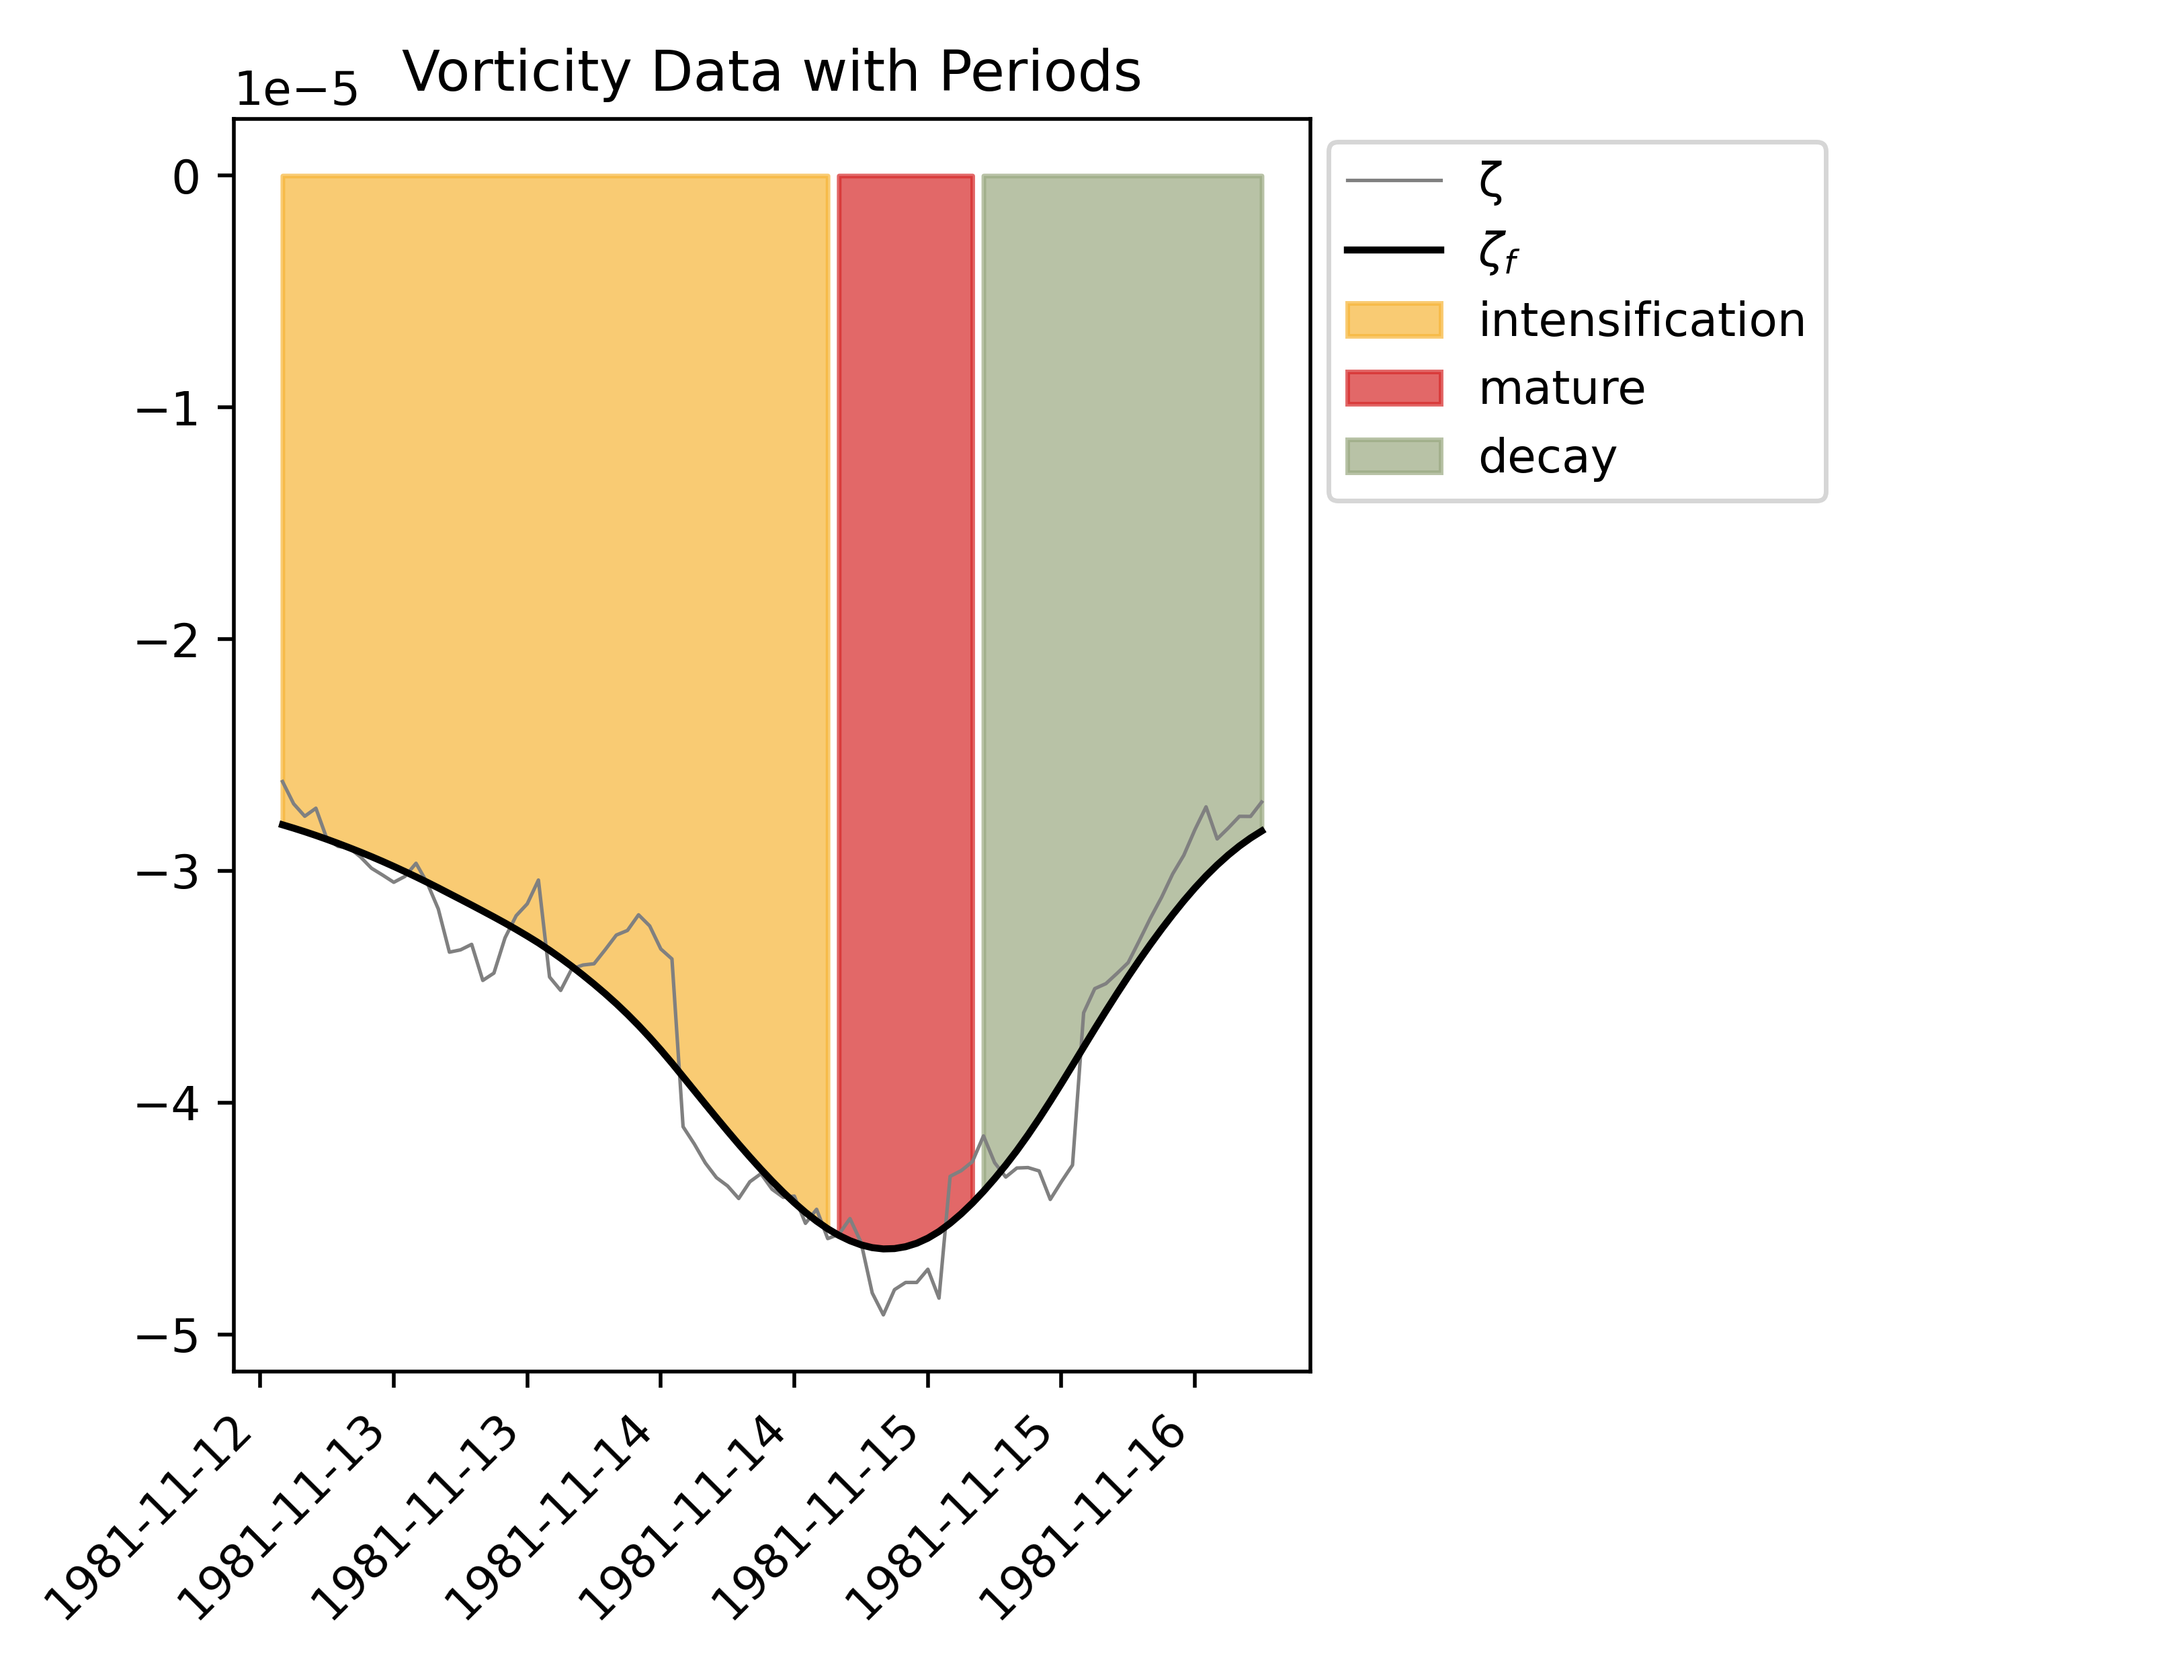 Vorticity Data with Periods
1e−5
0
−1
−2
−3
−4
−5
1981-11-12
1981-11-13
1981-11-13
1981-11-14
1981-11-14
1981-11-15
1981-11-15
1981-11-16
ζ
ζf
intensification
mature
decay